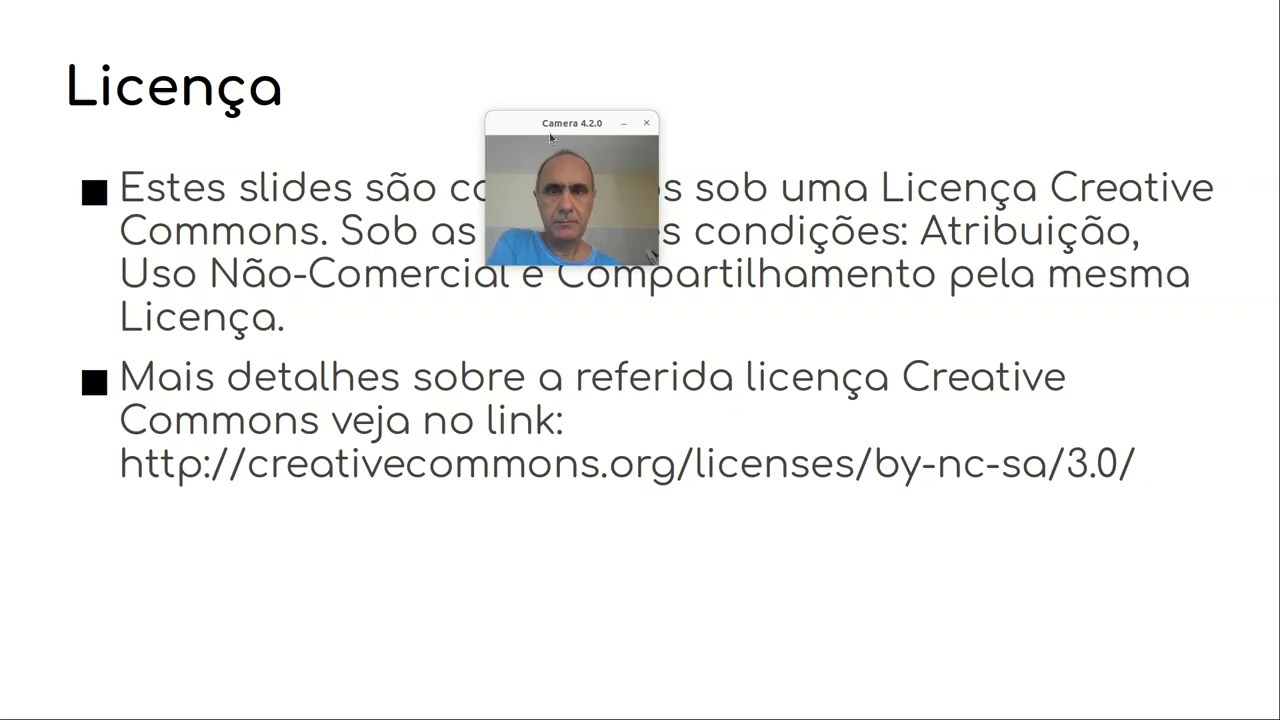 Licença
Camera 4.2.0
Estes slides são sob uma Licença Creative
Commons. Sob as condições: Atribuição,
Uso Não-Comercial e Compartilhamento pela mesma
Licença.
Mais detalhes sobre a referida licença Creative
Commons veja no link:
http://creativecommons.org/licenses/by-nc-sa/3.0/